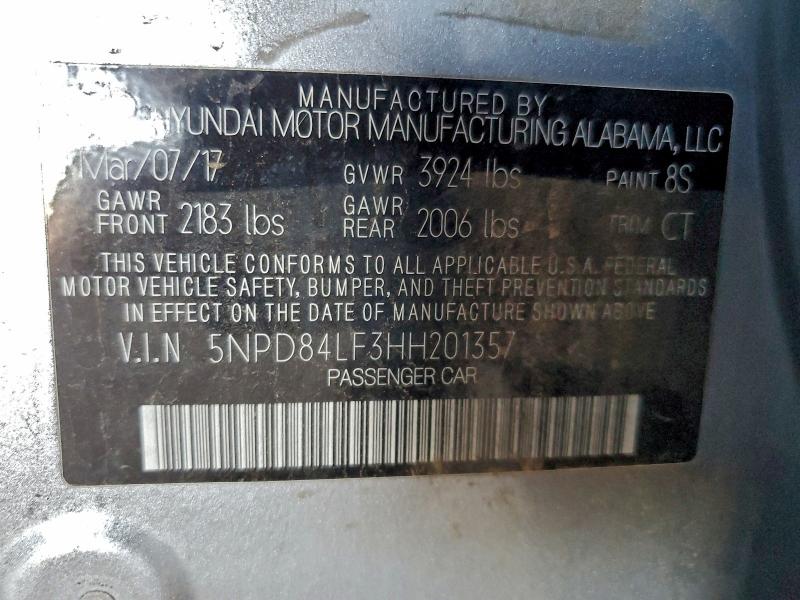 MANUFACTURED BY
HYUNDAI MOTOR MANUFACTURING ALABAMA, LLC
Mar/07/17 GVWR 3924 lbs PAINT 8S
GAWR FRONT 2183 lbs GAWR REAR 2006 lbs TRIM CT
THIS VEHICLE CONFORMS TO ALL APPLICABLE U.S.A. FEDERAL
MOTOR VEHICLE SAFETY, BUMPER, AND THEFT PREVENTION STANDARDS
IN EFFECT ON THE DATE OF MANUFACTURE SHOWN ABOVE
V.I.N 5NPD84LF3HH201357
PASSENGER CAR